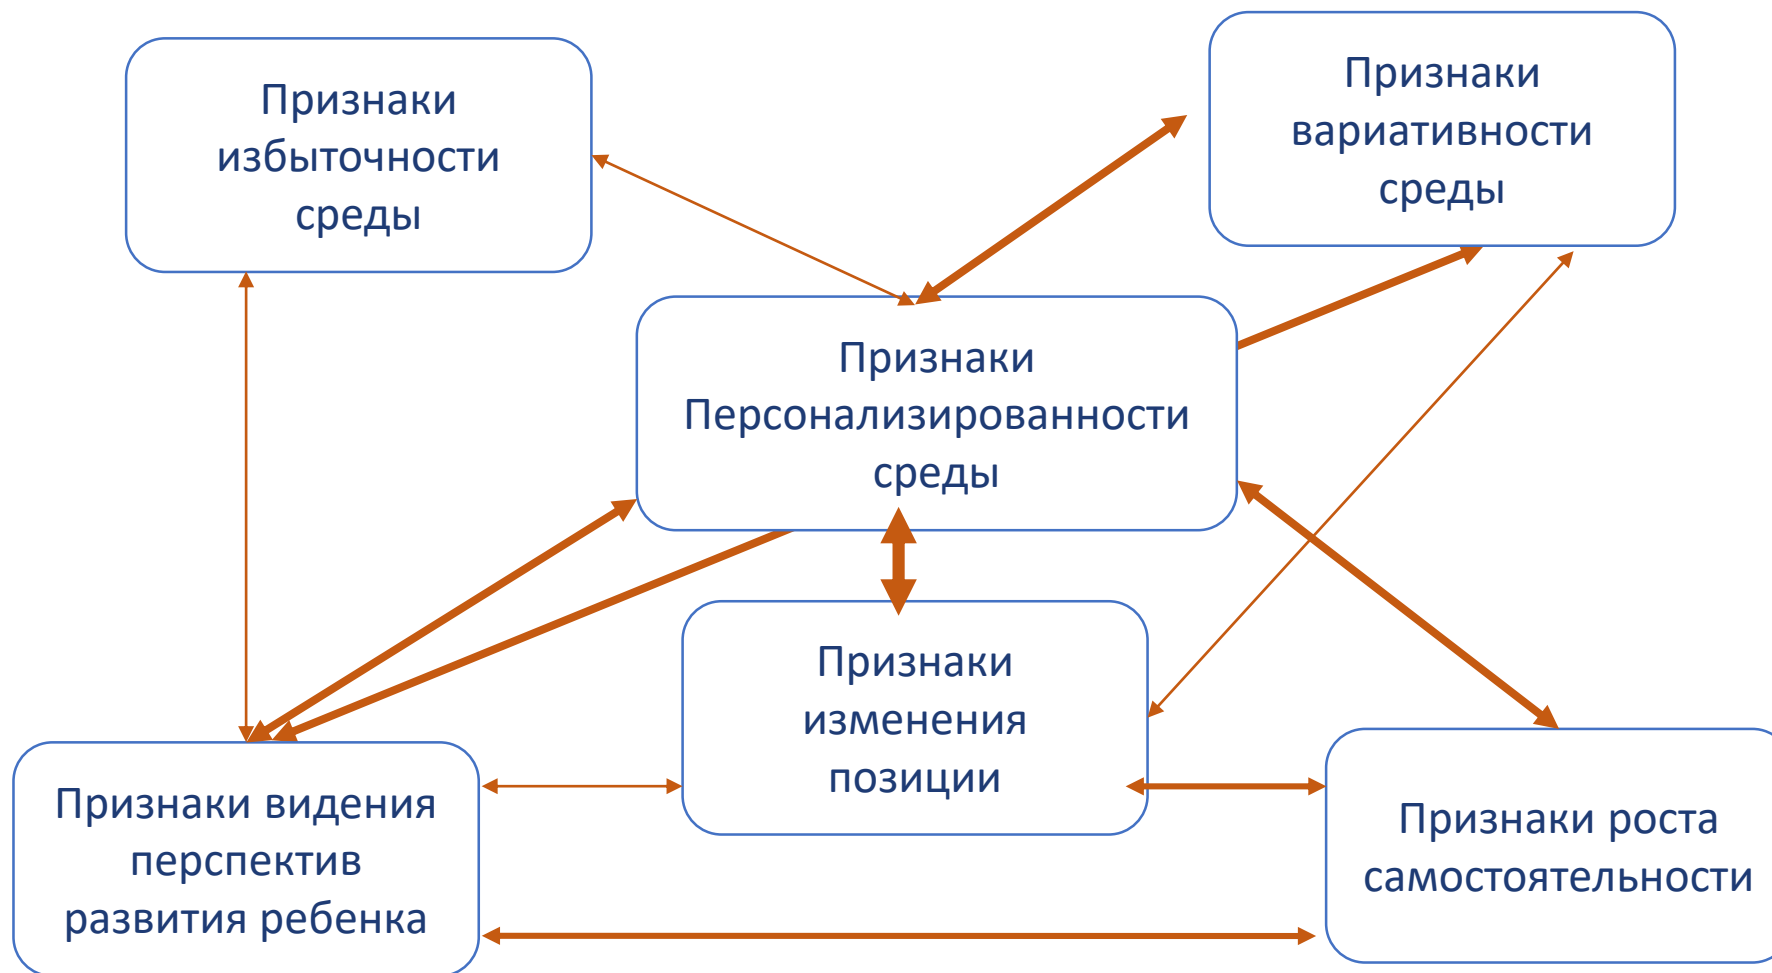 Признаки
избыточности
среды
Признаки
вариативности
среды
Признаки
Персонализированности
среды
Признаки
изменения
позиции
Признаки видения
перспектив
развития ребенка
Признаки роста
самостоятельности